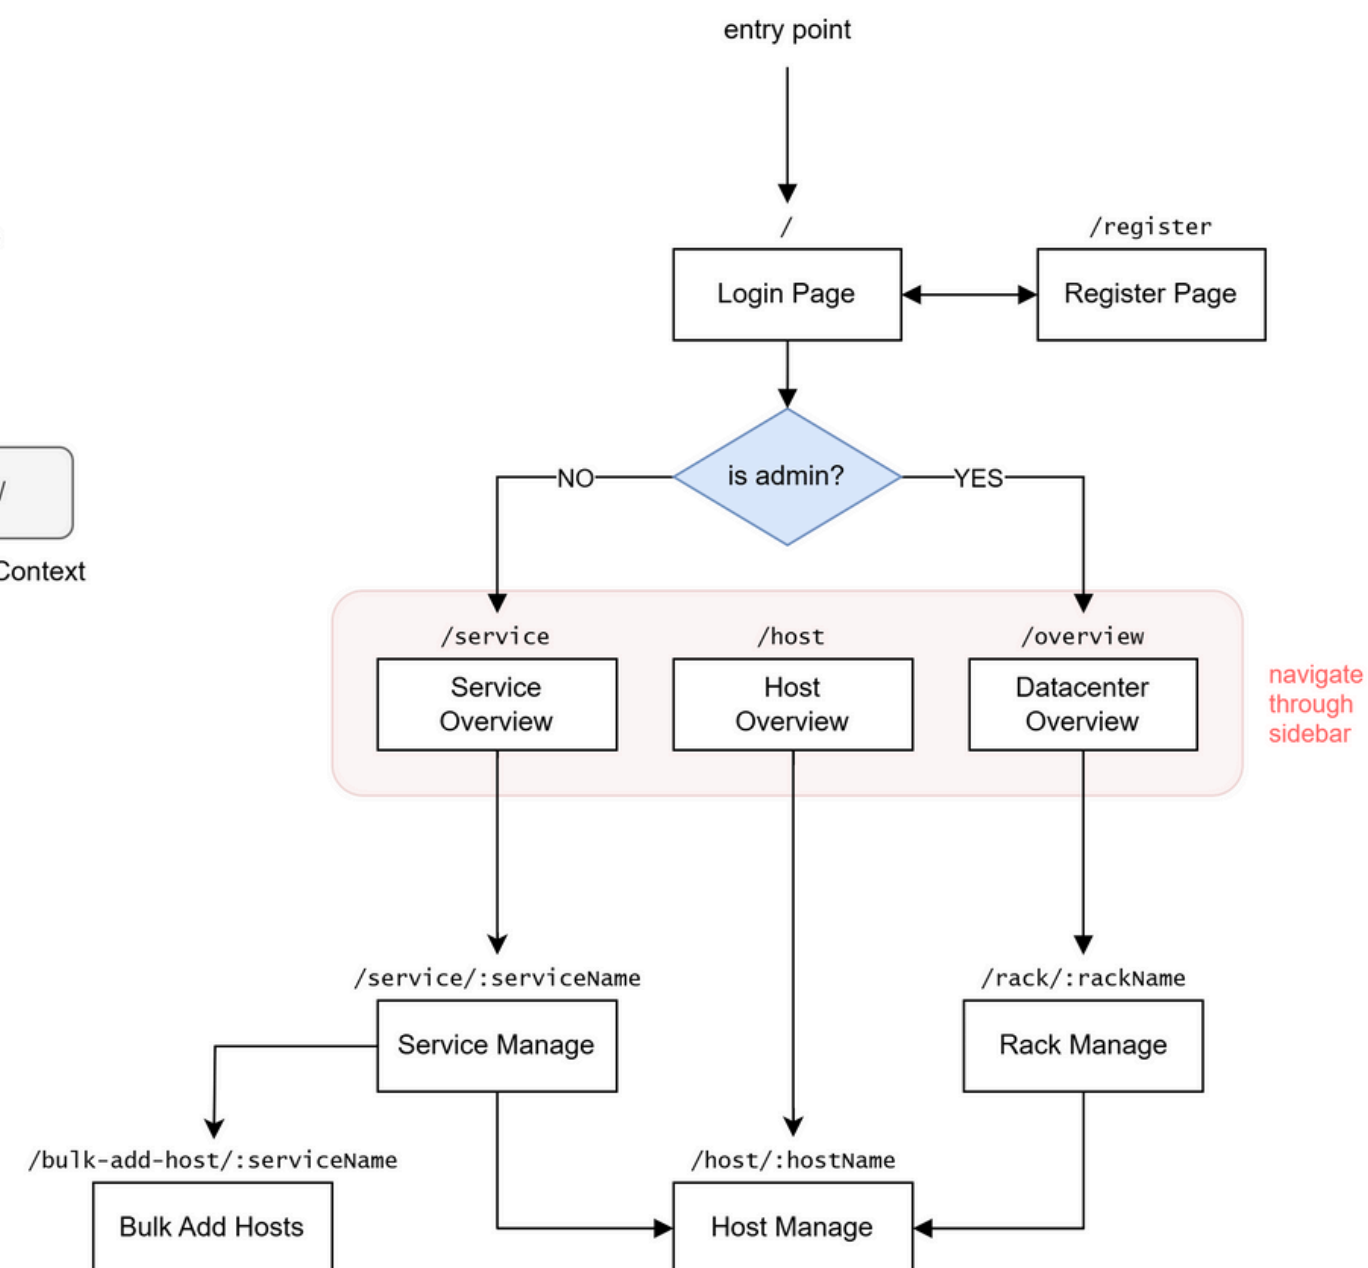 entry point
/
/register
Login Page
Register Page
is admin?
NO
YES
/
Context
/service
/host
/overview
Service
Overview
Host
Overview
Datacenter
Overview
navigate
through
sidebar
/service/:serviceName
/rack/:rackName
Service Manage
Rack Manage
/bulk-add-host/:serviceName
/host/:hostName
Bulk Add Hosts
Host Manage